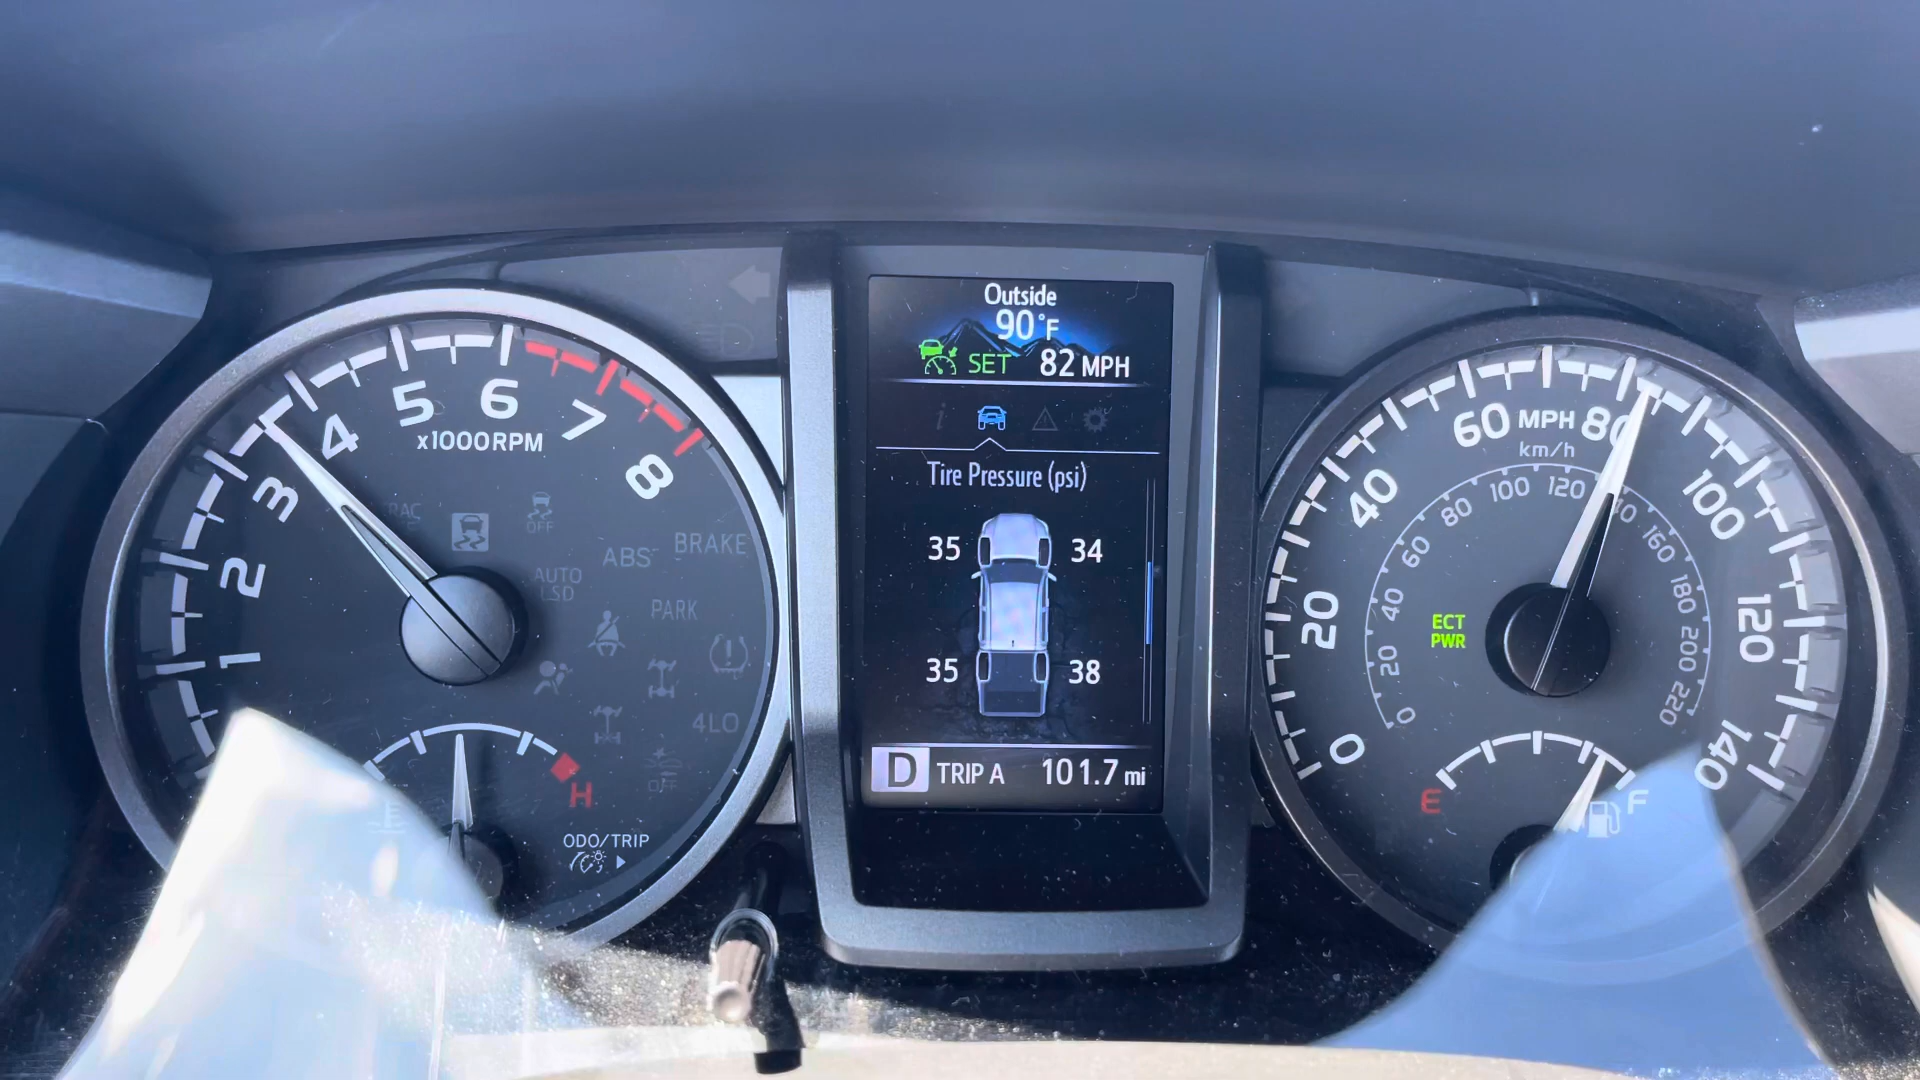 Outside
90°F
SET 82 MPH
i
Tire Pressure (psi)
35 34
35 38
D TRIP A 101.7 mi
1 2 3 4 5 6 7 8
x1000RPM
OFF
ABS
BRAKE
AUTO
LSD
PARK
4LO
OFF
H
ODO/TRIP
0 20 40 60 80 100 120 140
MPH
km/h
0 20 40 60 80 100 120 160 180 200 220
ECT
PWR
E F